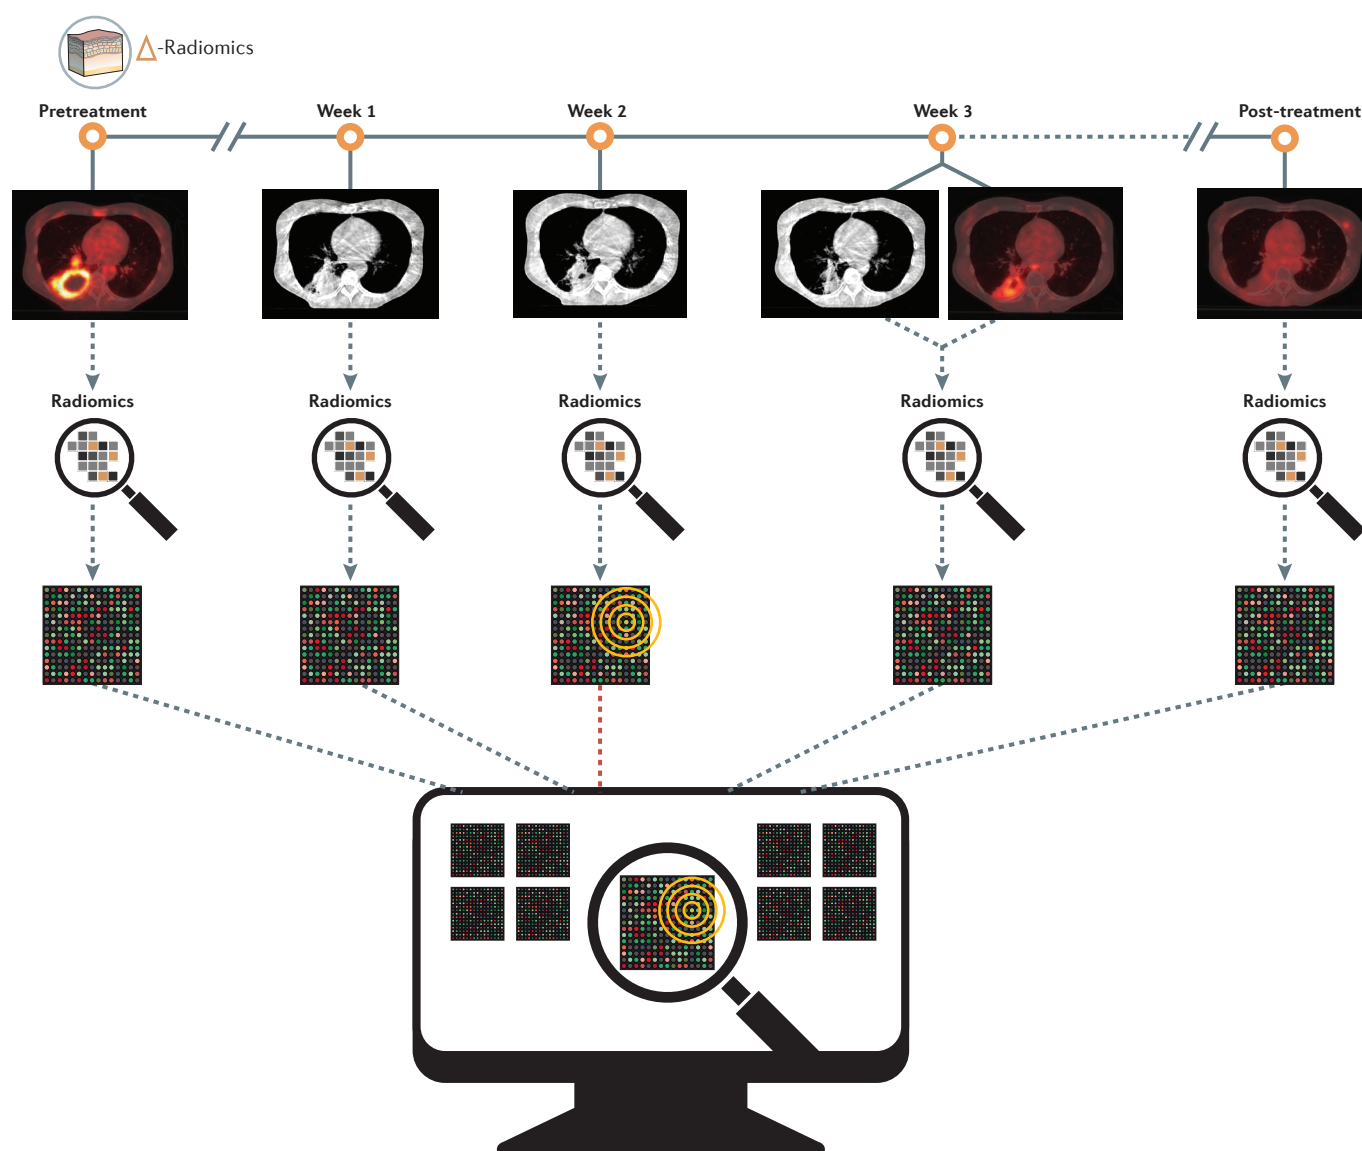 Δ-Radiomics
Pretreatment
Week 1
Week 2
Week 3
Post-treatment
Radiomics
Radiomics
Radiomics
Radiomics
Radiomics